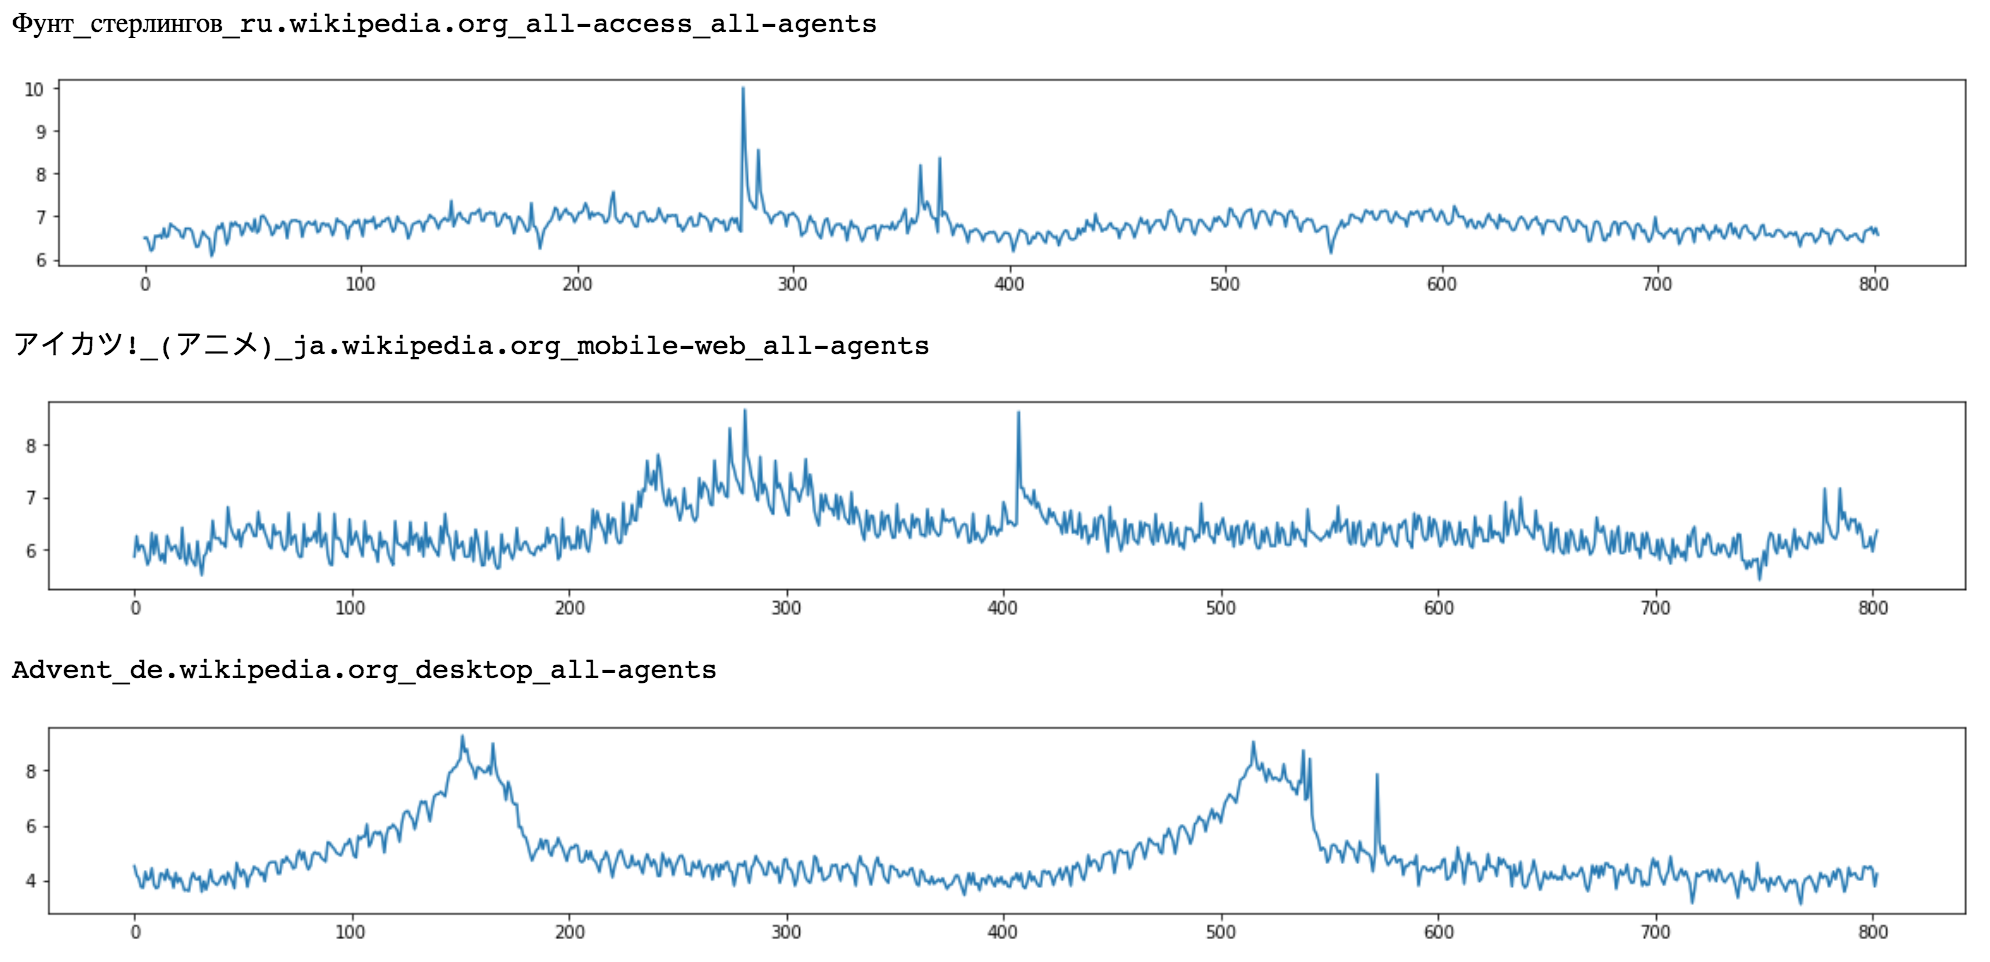 Фунт_стерлингов_ru.wikipedia.org_all-access_all-agents
10
9
8
7
6
0 100 200 300 400 500 600 700 800
アイカツ!_(アニメ)_ja.wikipedia.org_mobile-web_all-agents
8
7
6
0 100 200 300 400 500 600 700 800
Advent_de.wikipedia.org_desktop_all-agents
8
6
4
0 100 200 300 400 500 600 700 800